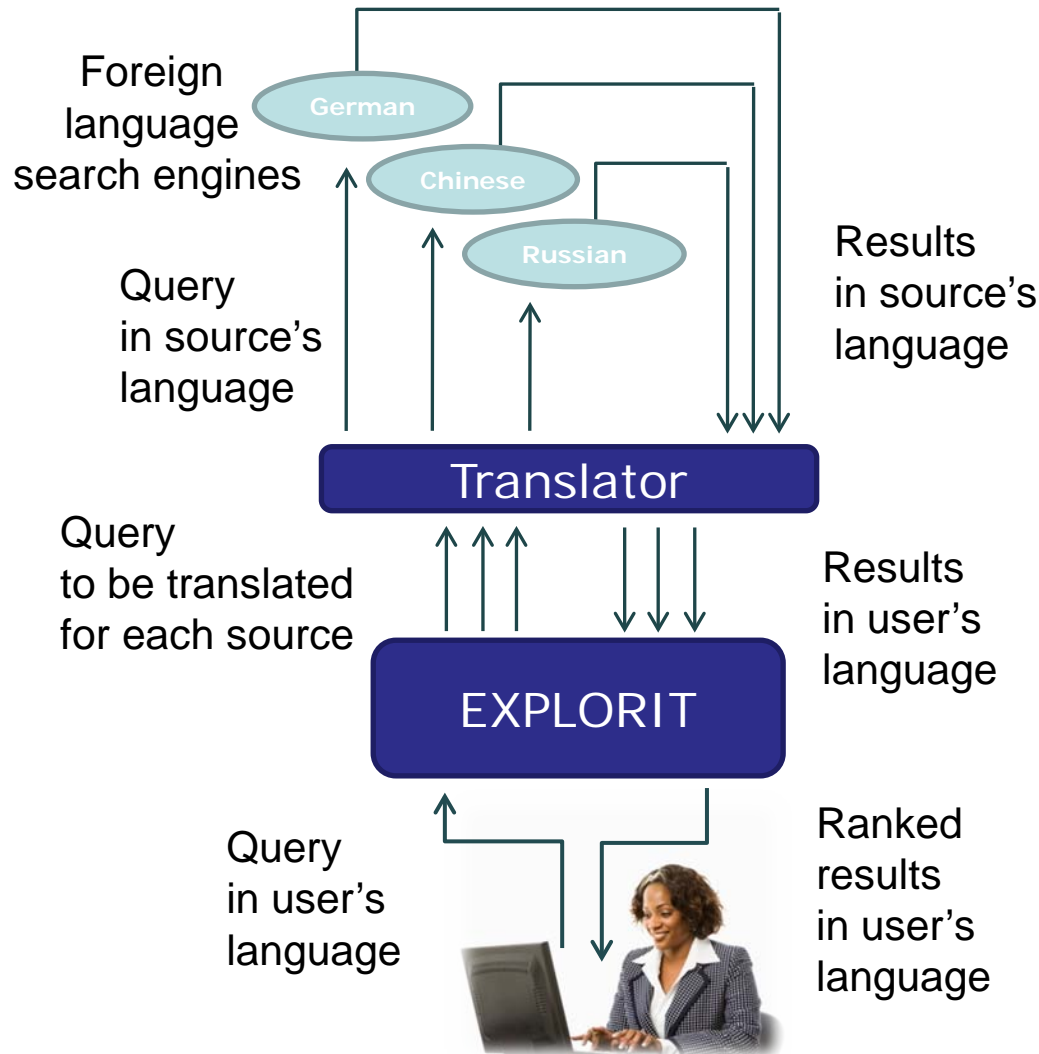 Foreign
language
search engines
German
Chinese
Russian
Query
in source’s
language
Results
in source’s
language
Translator
Query
to be translated
for each source
Results
in user’s
language
EXPLORIT
Query
in user’s
language
Ranked
results
in user’s
language